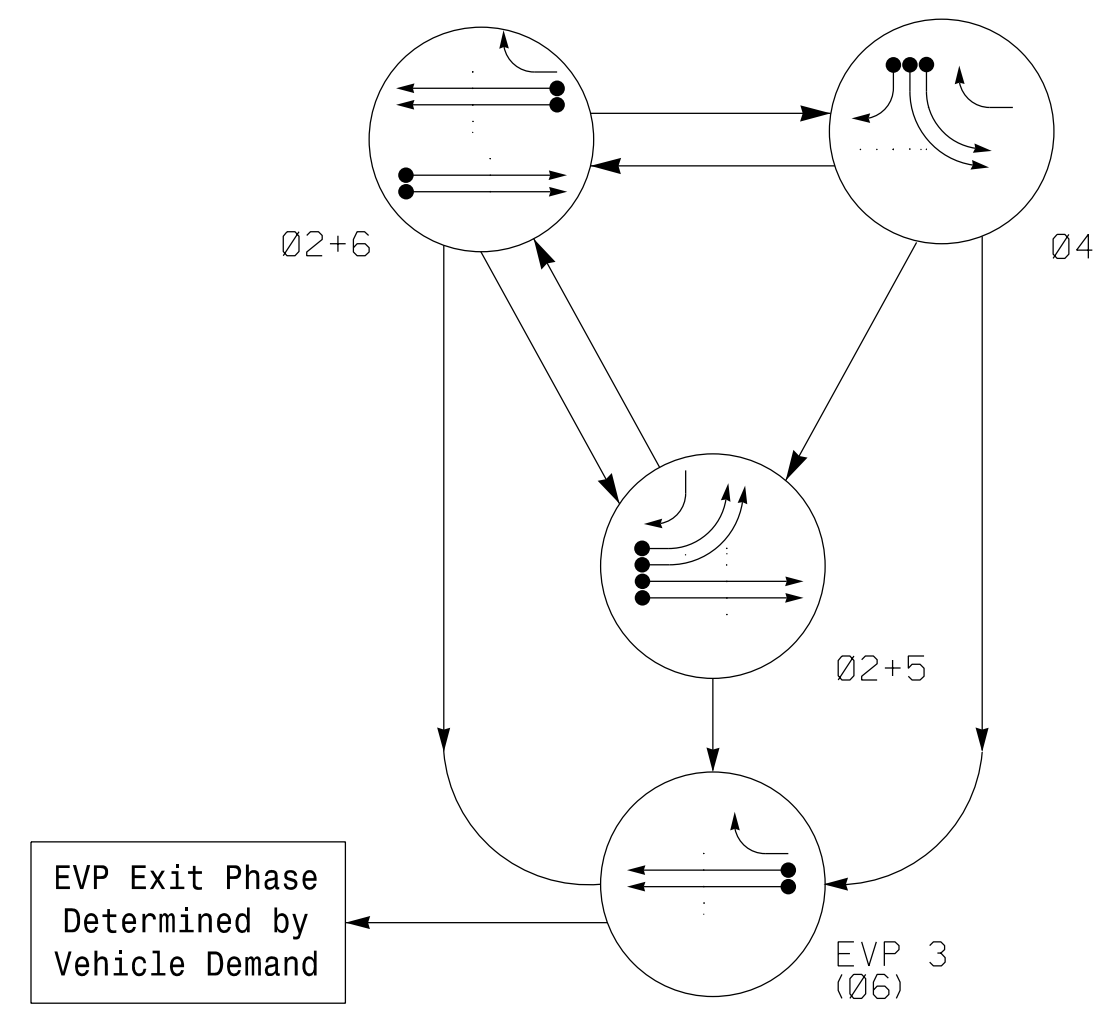 Ø2+6
Ø4
Ø2+5
EVP Exit Phase
Determined by
Vehicle Demand
EVP 3
(Ø6)